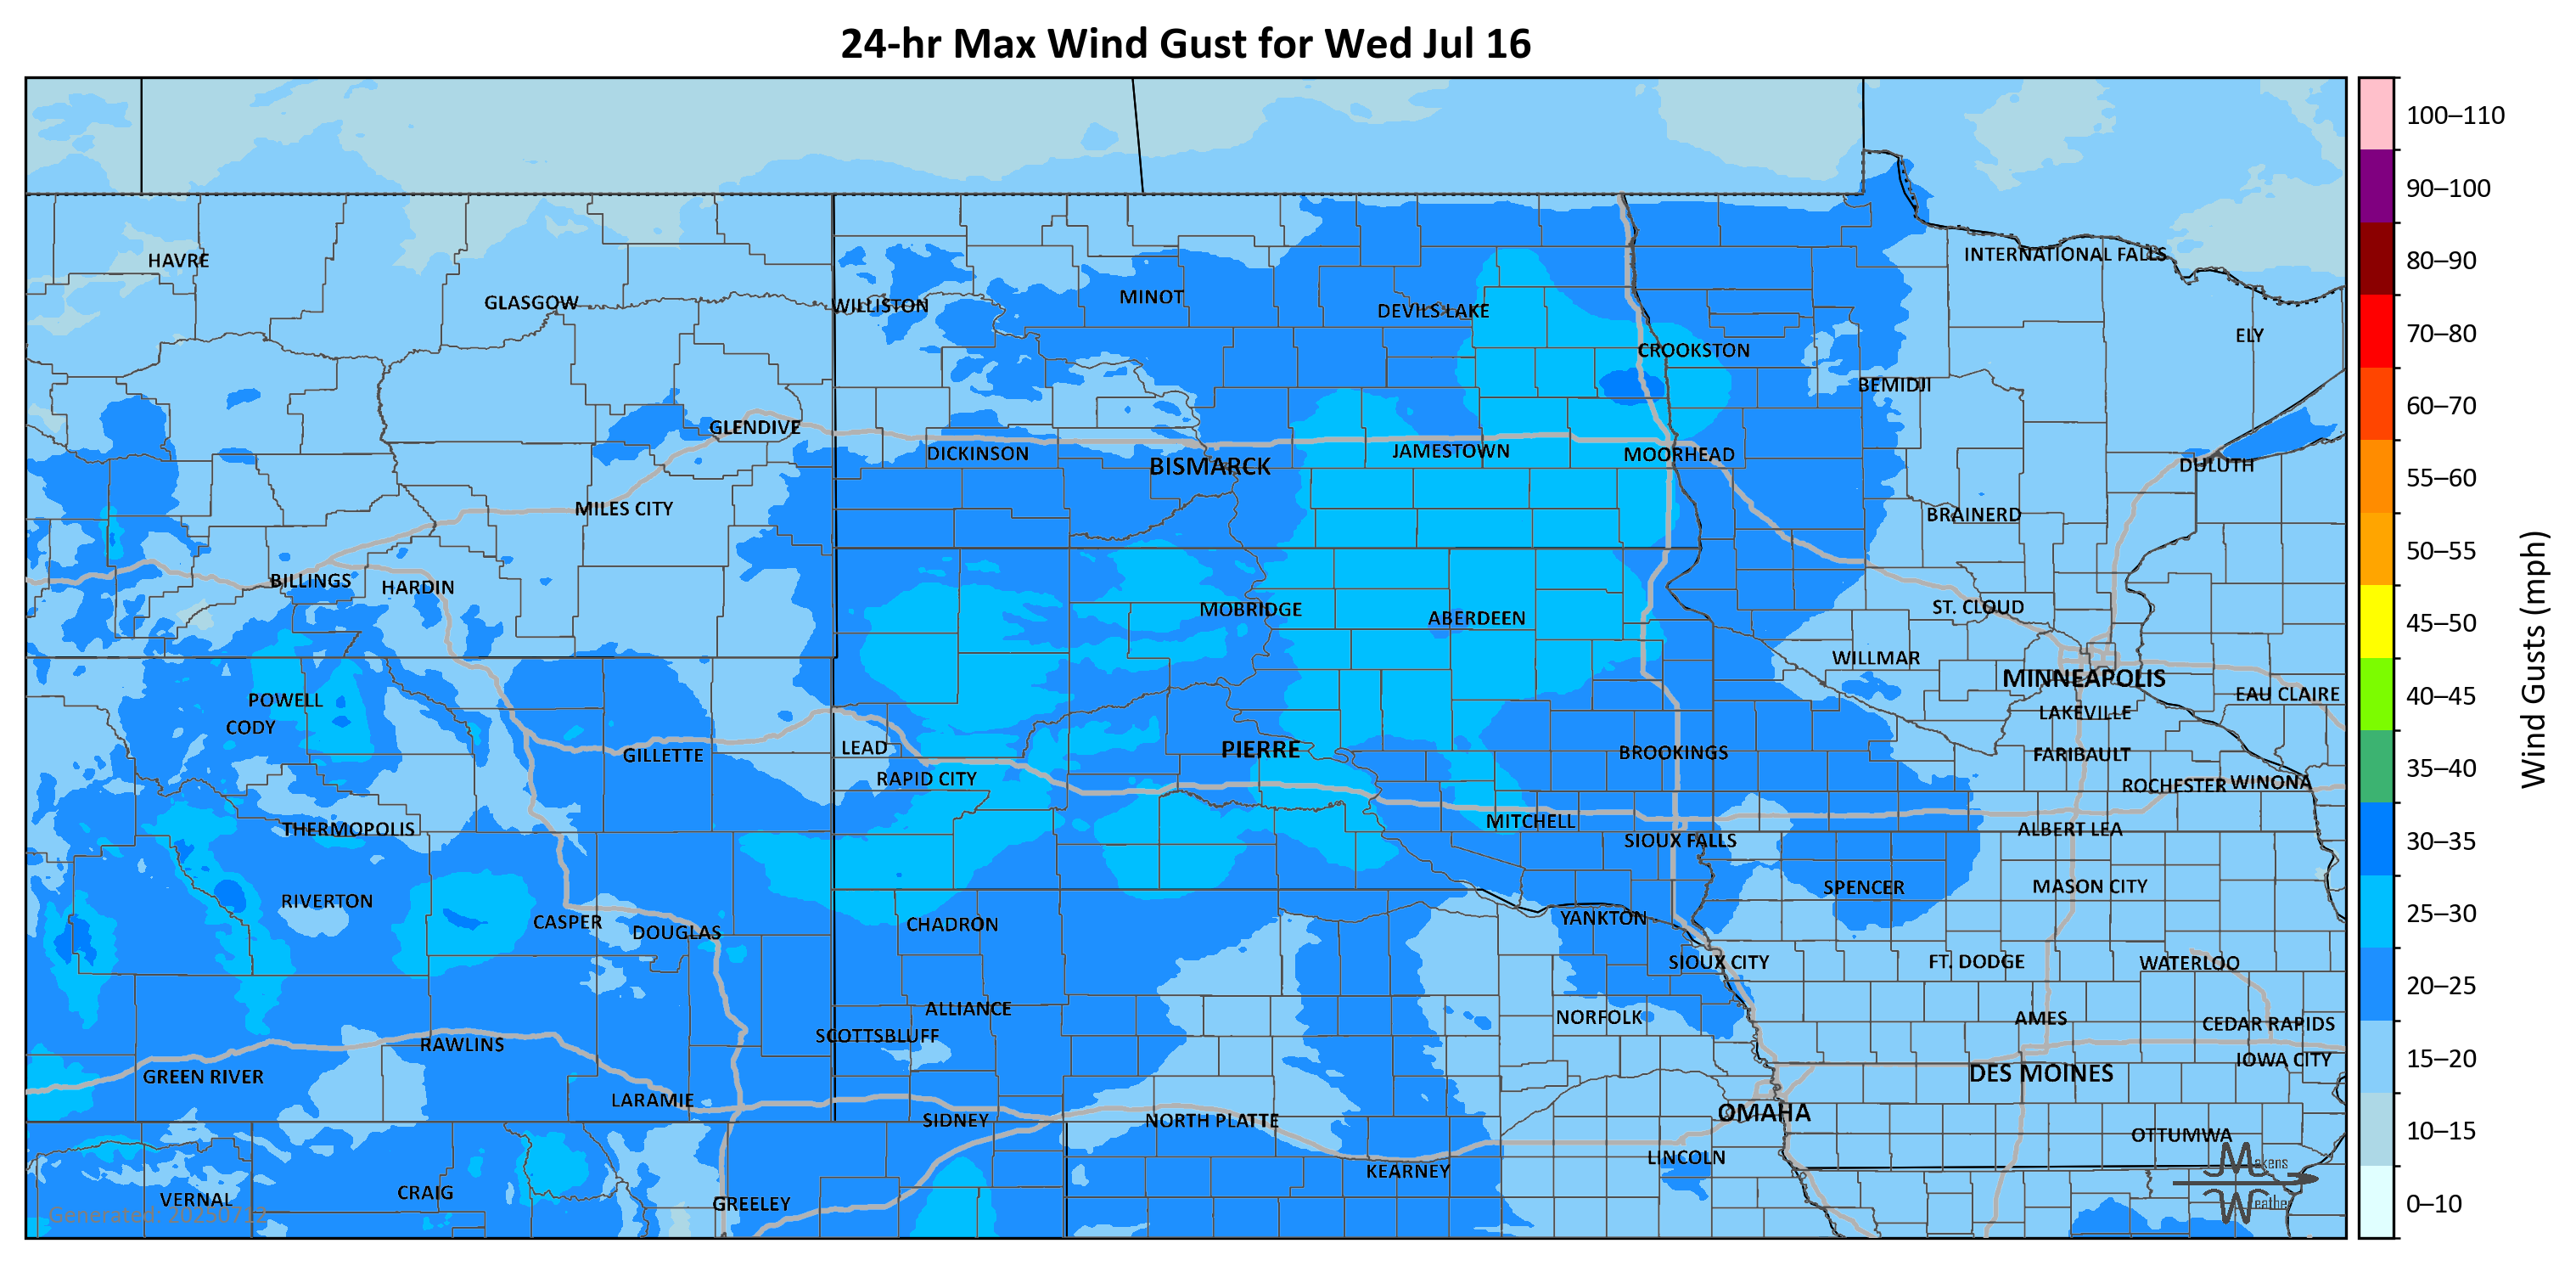 24-hr Max Wind Gust for Wed Jul 16
100–110
90–100
80–90
70–80
60–70
55–60
50–55
45–50
40–45
35–40
30–35
25–30
20–25
15–20
10–15
0–10
Wind Gusts (mph)
HAVRE
INTERNATIONAL FALLS
GLASGOW
WILLISTON
MINOT
DEVILS LAKE
ELY
CROOKSTON
BEMIDJI
GLENDIVE
DICKINSON
BISMARCK
JAMESTOWN
MOORHEAD
DULUTH
MILES CITY
BRAINERD
BILLINGS
HARDIN
MOBRIDGE
ABERDEEN
ST. CLOUD
WILLMAR
MINNEAPOLIS
POWELL
EAU CLAIRE
CODY
LAKEVILLE
GILLETTE
LEAD
PIERRE
BROOKINGS
FARIBAULT
RAPID CITY
ROCHESTER
WINONA
THERMOPOLIS
MITCHELL
SIOUX FALLS
ALBERT LEA
RIVERTON
SPENCER
MASON CITY
CASPER
DOUGLAS
CHADRON
YANKTON
SIOUX CITY
FT. DODGE
WATERLOO
ALLIANCE
NORFOLK
AMES
CEDAR RAPIDS
SCOTTSBLUFF
RAWLINS
IOWA CITY
GREEN RIVER
DES MOINES
LARAMIE
SIDNEY
NORTH PLATTE
OMAHA
OTTUMWA
LINCOLN
KEARNEY
VERNAL
CRAIG
GREELEY
Generated: 20250712
Makens
Weather